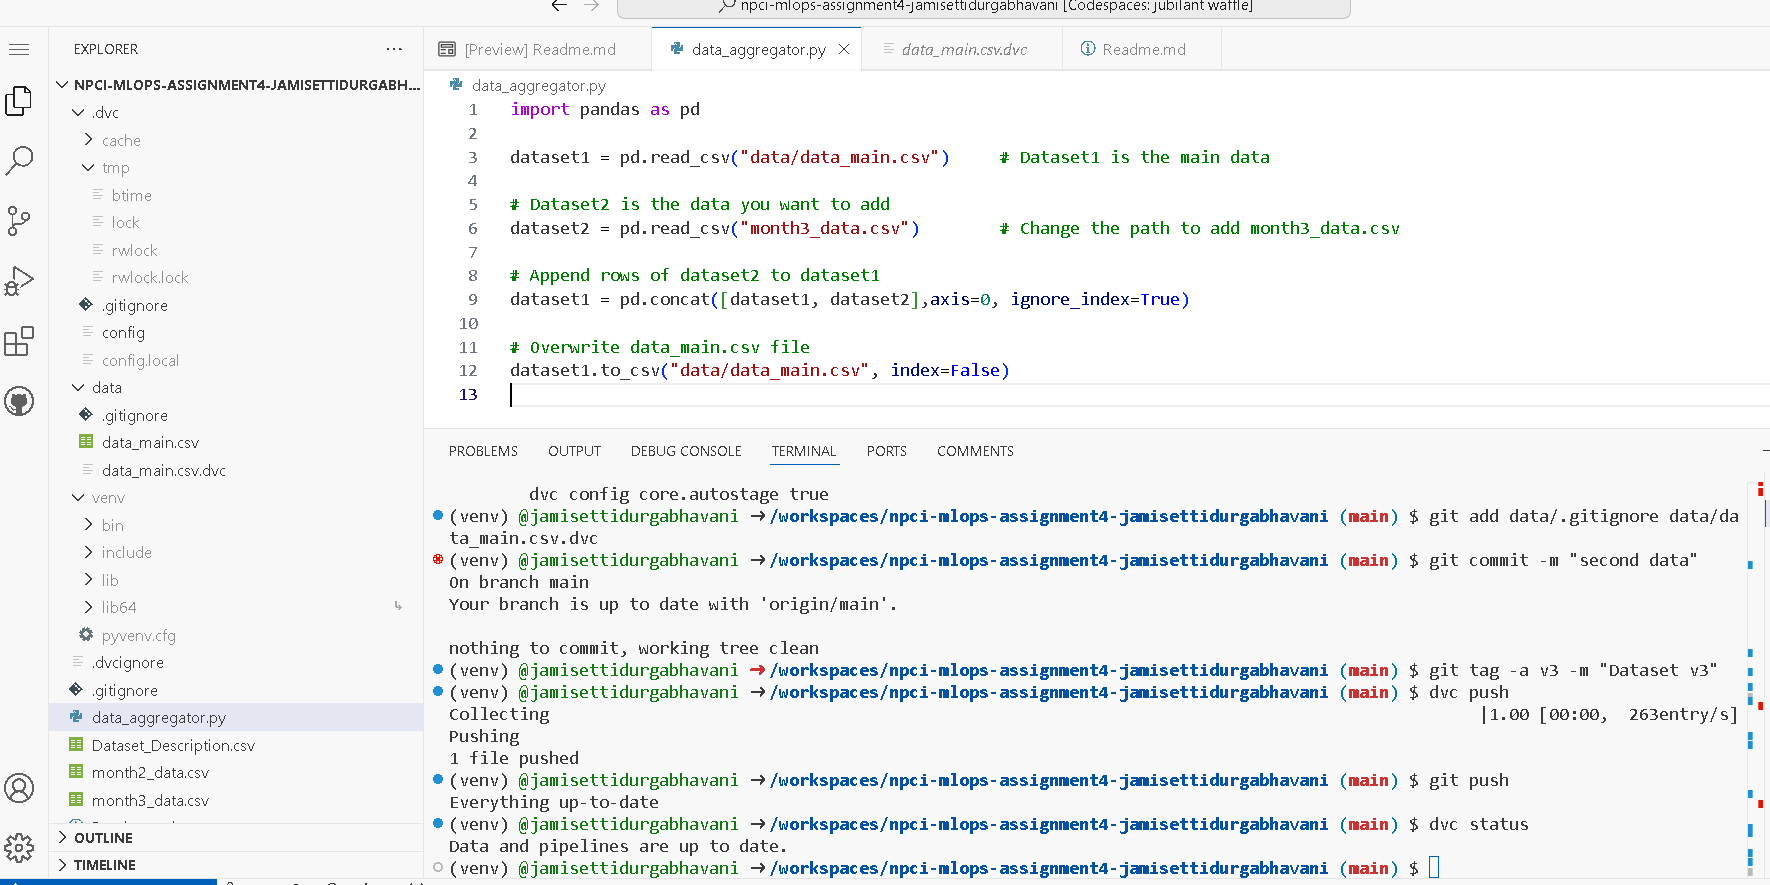 npci-mlops-assignment4-jamisettidurgabhavani [Codespaces: jubilant waffle]
EXPLORER
NPCI-MLOPS-ASSIGNMENT4-JAMISETTIDURGABH...
.dvc
cache
tmp
btime
lock
rwlock
rwlock.lock
.gitignore
config
config.local
data
.gitignore
data_main.csv
data_main.csv.dvc
venv
bin
include
lib
lib64
pyvenv.cfg
.dvcignore
.gitignore
data_aggregator.py
Dataset_Description.csv
month2_data.csv
month3_data.csv
OUTLINE
TIMELINE
[Preview] Readme.md
data_aggregator.py
data_main.csv.dvc
Readme.md
data_aggregator.py
1 import pandas as pd
2
3 dataset1 = pd.read_csv("data/data_main.csv") # Dataset1 is the main data
4
5 # Dataset2 is the data you want to add
6 dataset2 = pd.read_csv("month3_data.csv") # Change the path to add month3_data.csv
7
8 # Append rows of dataset2 to dataset1
9 dataset1 = pd.concat([dataset1, dataset2],axis=0, ignore_index=True)
10
11 # Overwrite data_main.csv file
12 dataset1.to_csv("data/data_main.csv", index=False)
13
PROBLEMS OUTPUT DEBUG CONSOLE TERMINAL PORTS COMMENTS
dvc config core.autostage true
(venv) @jamisettidurgabhavani →/workspaces/npci-mlops-assignment4-jamisettidurgabhavani (main) $ git add data/.gitignore data/da
ta_main.csv.dvc
(venv) @jamisettidurgabhavani →/workspaces/npci-mlops-assignment4-jamisettidurgabhavani (main) $ git commit -m "second data"
On branch main
Your branch is up to date with 'origin/main'.
nothing to commit, working tree clean
(venv) @jamisettidurgabhavani →/workspaces/npci-mlops-assignment4-jamisettidurgabhavani (main) $ git tag -a v3 -m "Dataset v3"
(venv) @jamisettidurgabhavani →/workspaces/npci-mlops-assignment4-jamisettidurgabhavani (main) $ dvc push
Collecting |1.00 [00:00, 263entry/s]
Pushing
1 file pushed
(venv) @jamisettidurgabhavani →/workspaces/npci-mlops-assignment4-jamisettidurgabhavani (main) $ git push
Everything up-to-date
(venv) @jamisettidurgabhavani →/workspaces/npci-mlops-assignment4-jamisettidurgabhavani (main) $ dvc status
Data and pipelines are up to date.
(venv) @jamisettidurgabhavani →/workspaces/npci-mlops-assignment4-jamisettidurgabhavani (main) $